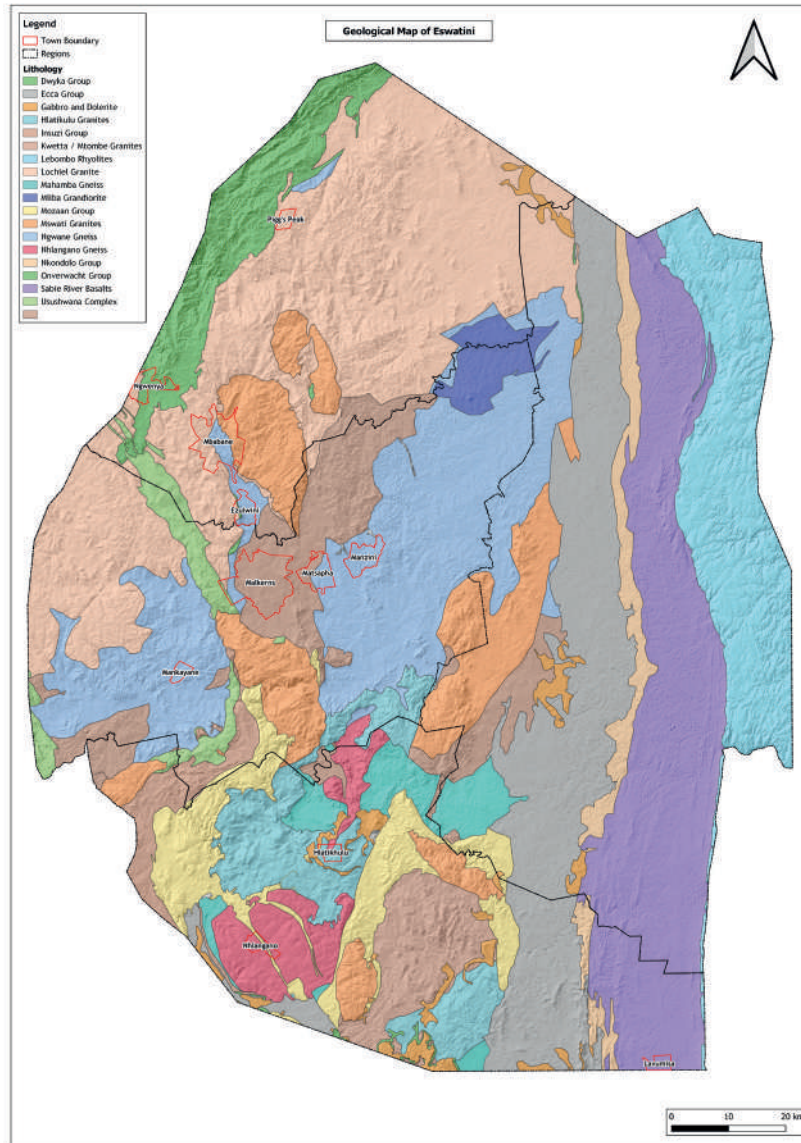 Geological Map of Eswatini
Legend
Town Boundary
Regions
Lithology
Dwyka Group
Ecca Group
Gabbro and Dolerite
Hlatikulu Granites
Insuzi Group
Kwetta / Mtombe Granites
Lebombo Rhyolites
Lochiel Granite
Mahamba Gneiss
Mliba Grandiorite
Mozaan Group
Mswati Granites
Ngwane Gneiss
Nhlangano Gneiss
Nkondolo Group
Onverwacht Group
Sabie River Basalts
Usushwana Complex
Pigg's Peak
Ngwenya
Mbabane
Ezulwini
Manzini
Matsapha
Malkerns
Mankayane
Hlatikhulu
Nhlangano
Lavumisa
0 10 20 km